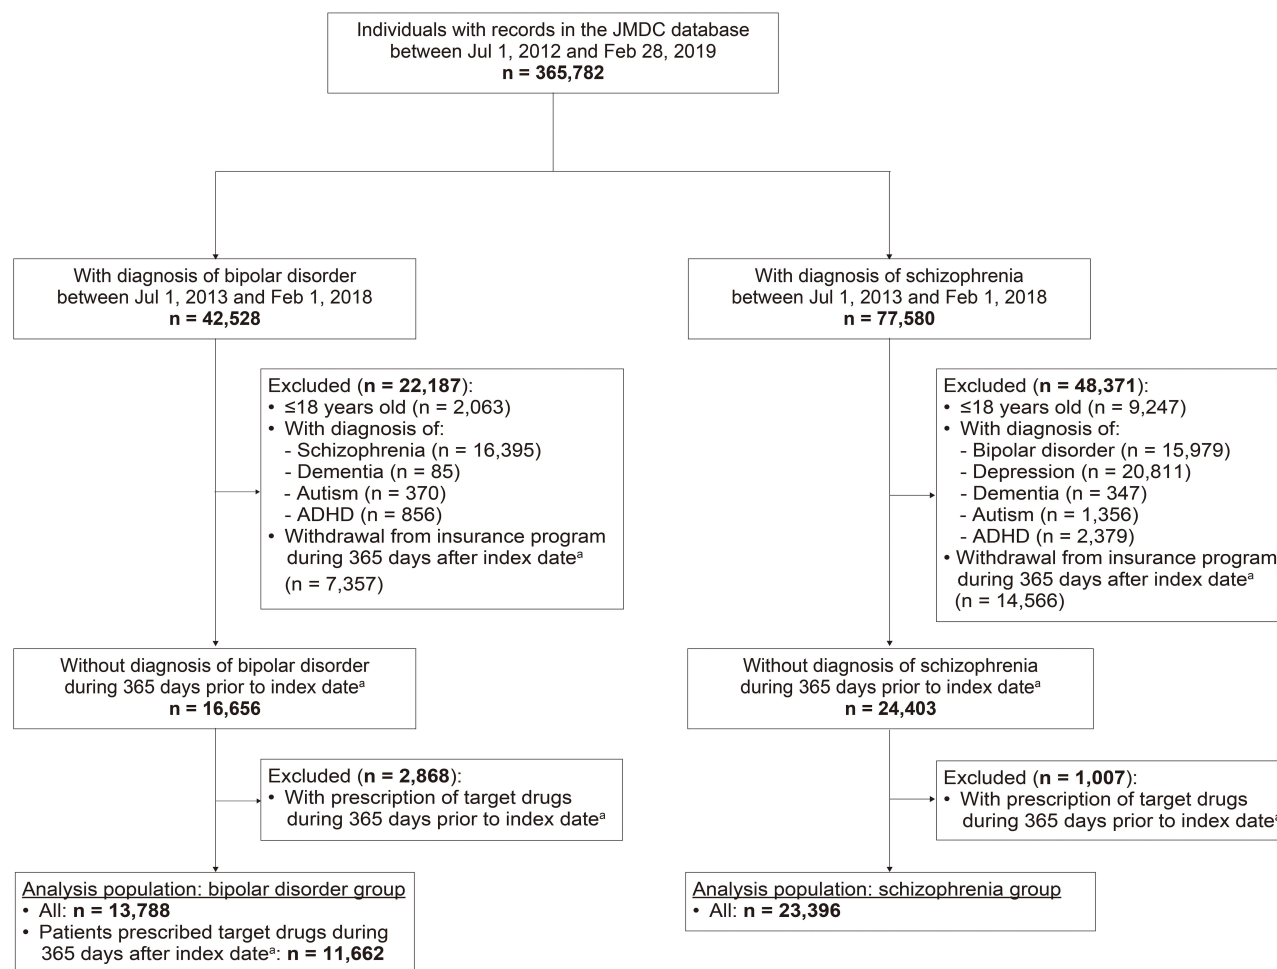 Individuals with records in the JMDC database
between Jul 1, 2012 and Feb 28, 2019
n = 365,782
With diagnosis of bipolar disorder
between Jul 1, 2013 and Feb 1, 2018
n = 42,528
With diagnosis of schizophrenia
between Jul 1, 2013 and Feb 1, 2018
n = 77,580
Excluded (n = 22,187):
• ≤18 years old (n = 2,063)
• With diagnosis of:
- Schizophrenia (n = 16,395)
- Dementia (n = 85)
- Autism (n = 370)
- ADHD (n = 856)
• Withdrawal from insurance program
during 365 days after index dateᵃ
(n = 7,357)
Excluded (n = 48,371):
• ≤18 years old (n = 9,247)
• With diagnosis of:
- Bipolar disorder (n = 15,979)
- Depression (n = 20,811)
- Dementia (n = 347)
- Autism (n = 1,356)
- ADHD (n = 2,379)
• Withdrawal from insurance program
during 365 days after index dateᵃ
(n = 14,566)
Without diagnosis of bipolar disorder
during 365 days prior to index dateᵃ
n = 16,656
Without diagnosis of schizophrenia
during 365 days prior to index dateᵃ
n = 24,403
Excluded (n = 2,868):
• With prescription of target drugs
during 365 days prior to index dateᵃ
Excluded (n = 1,007):
• With prescription of target drugs
during 365 days prior to index dateᵃ
Analysis population: bipolar disorder group
• All: n = 13,788
• Patients prescribed target drugs during
365 days after index dateᵃ: n = 11,662
Analysis population: schizophrenia group
• All: n = 23,396